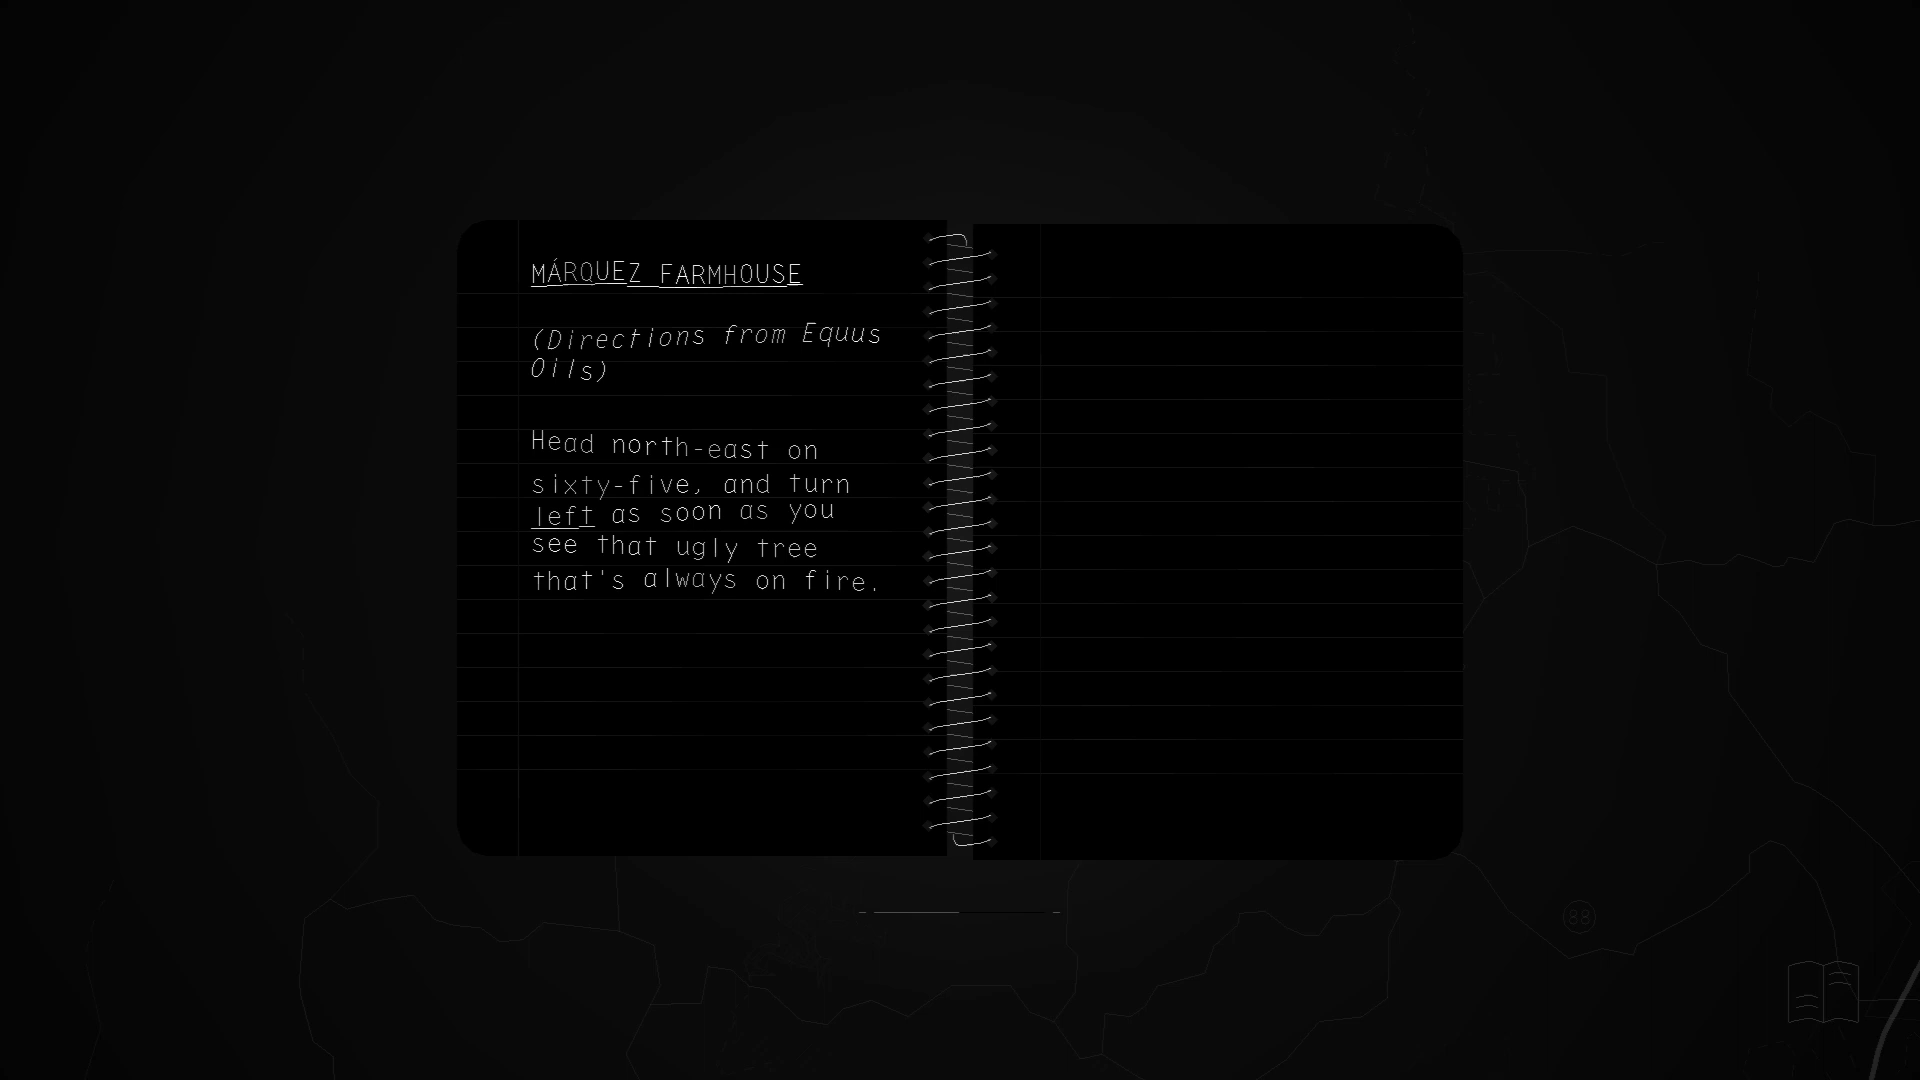 MÁRQUEZ FARMHOUSE
(Directions from Equus
Oils)
Head north-east on
sixty-five, and turn
left as soon as you
see that ugly tree
that's always on fire.
88